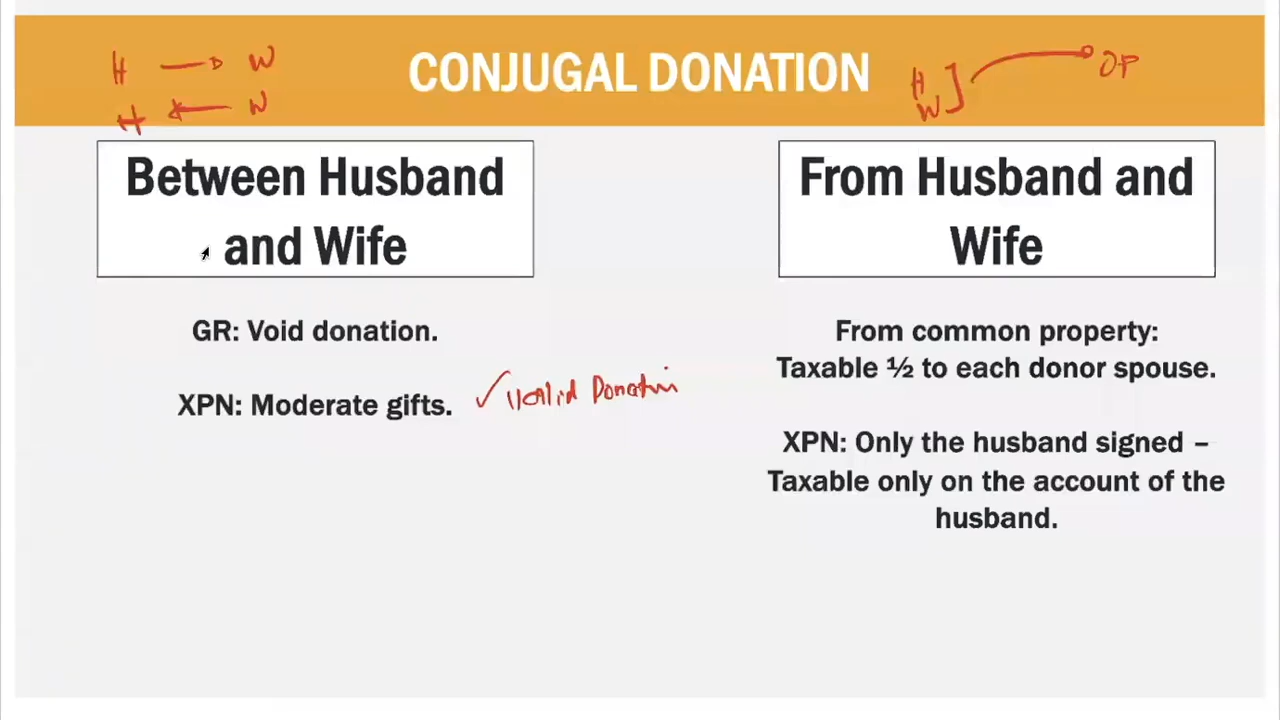 H → W
CONJUGAL DONATION
H
W
OP
H ← W
Between Husband
and Wife
GR: Void donation.
XPN: Moderate gifts.
✓ Valid Donation
From Husband and
Wife
From common property:
Taxable ½ to each donor spouse.
XPN: Only the husband signed –
Taxable only on the account of the
husband.